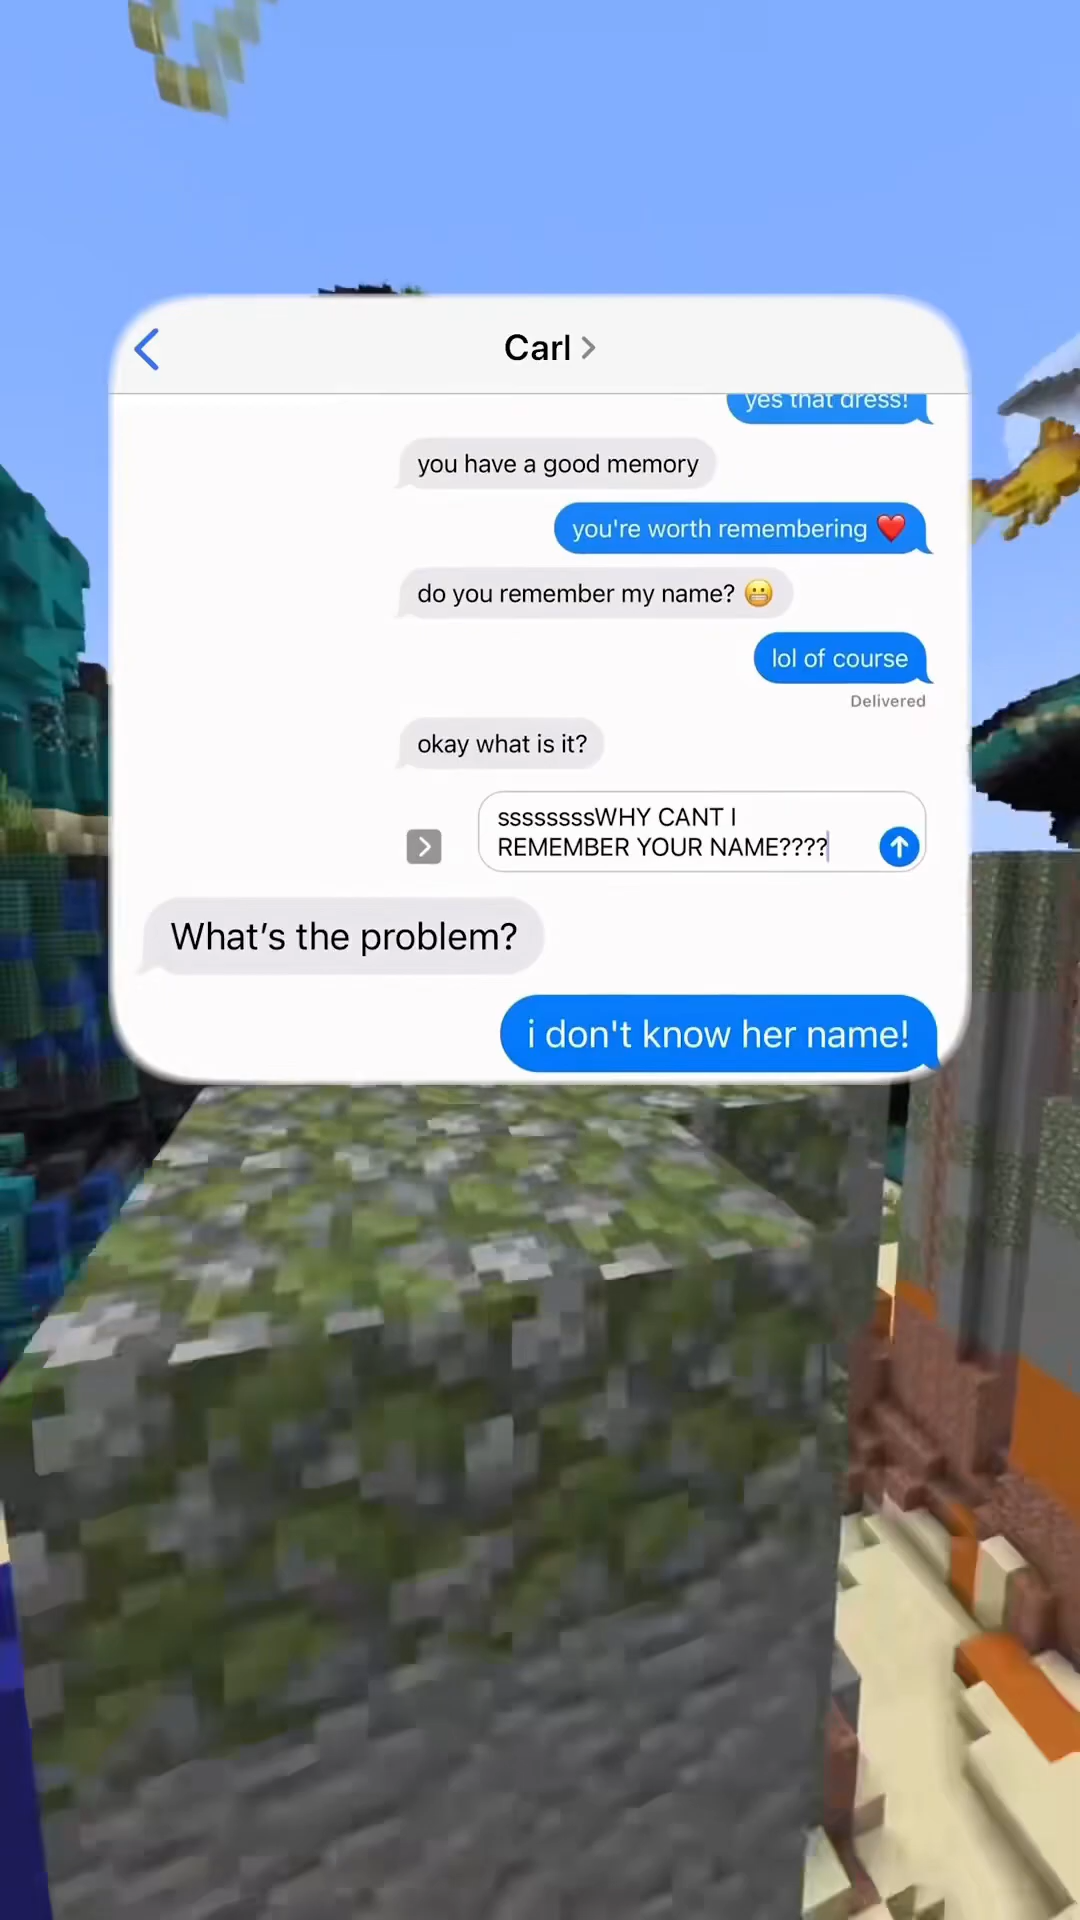 Carl
yes that dress!
you have a good memory
you're worth remembering ❤️
do you remember my name? 😬
lol of course
Delivered
okay what is it?
ssssssssWHY CANT I
REMEMBER YOUR NAME????
What's the problem?
i don't know her name!